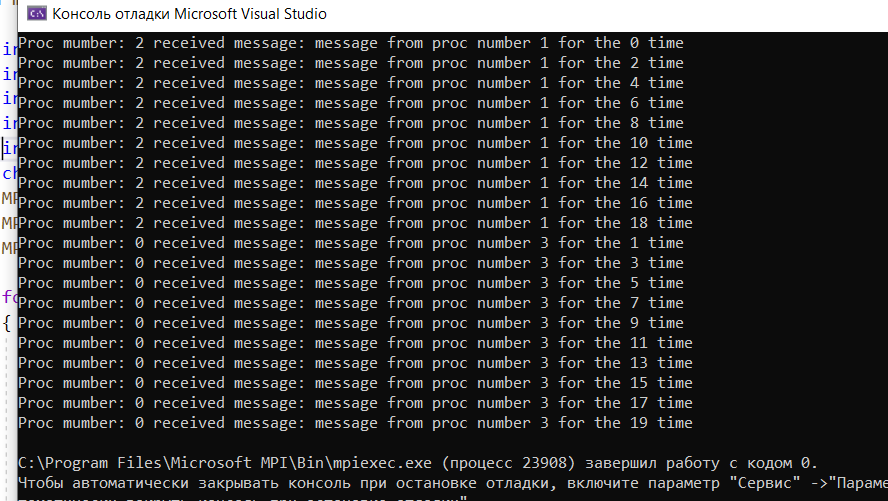 Консоль отладки Microsoft Visual Studio
Proc mumber: 2 received message: message from proc number 1 for the 0 time
Proc mumber: 2 received message: message from proc number 1 for the 2 time
Proc mumber: 2 received message: message from proc number 1 for the 4 time
Proc mumber: 2 received message: message from proc number 1 for the 6 time
Proc mumber: 2 received message: message from proc number 1 for the 8 time
Proc mumber: 2 received message: message from proc number 1 for the 10 time
Proc mumber: 2 received message: message from proc number 1 for the 12 time
Proc mumber: 2 received message: message from proc number 1 for the 14 time
Proc mumber: 2 received message: message from proc number 1 for the 16 time
Proc mumber: 2 received message: message from proc number 1 for the 18 time
Proc mumber: 0 received message: message from proc number 3 for the 1 time
Proc mumber: 0 received message: message from proc number 3 for the 3 time
Proc mumber: 0 received message: message from proc number 3 for the 5 time
Proc mumber: 0 received message: message from proc number 3 for the 7 time
Proc mumber: 0 received message: message from proc number 3 for the 9 time
Proc mumber: 0 received message: message from proc number 3 for the 11 time
Proc mumber: 0 received message: message from proc number 3 for the 13 time
Proc mumber: 0 received message: message from proc number 3 for the 15 time
Proc mumber: 0 received message: message from proc number 3 for the 17 time
Proc mumber: 0 received message: message from proc number 3 for the 19 time
C:\Program Files\Microsoft MPI\Bin\mpiexec.exe (процесс 23908) завершил работу с кодом 0.
Чтобы автоматически закрывать консоль при остановке отладки, включите параметр "Сервис" ->"Параме